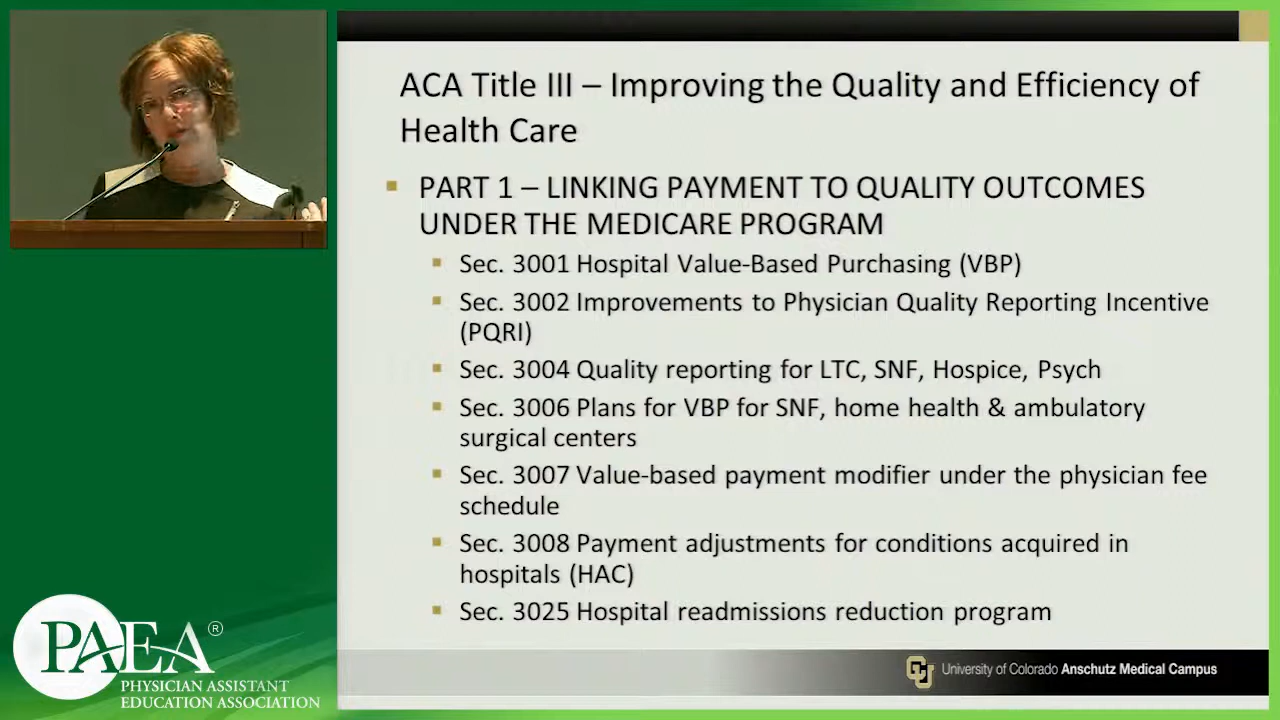 ACA Title III – Improving the Quality and Efficiency of
Health Care
▪ PART 1 – LINKING PAYMENT TO QUALITY OUTCOMES
UNDER THE MEDICARE PROGRAM
▪ Sec. 3001 Hospital Value-Based Purchasing (VBP)
▪ Sec. 3002 Improvements to Physician Quality Reporting Incentive
(PQRI)
▪ Sec. 3004 Quality reporting for LTC, SNF, Hospice, Psych
▪ Sec. 3006 Plans for VBP for SNF, home health & ambulatory
surgical centers
▪ Sec. 3007 Value-based payment modifier under the physician fee
schedule
▪ Sec. 3008 Payment adjustments for conditions acquired in
hospitals (HAC)
▪ Sec. 3025 Hospital readmissions reduction program
PAEA®
PHYSICIAN ASSISTANT
EDUCATION ASSOCIATION
CU University of Colorado Anschutz Medical Campus